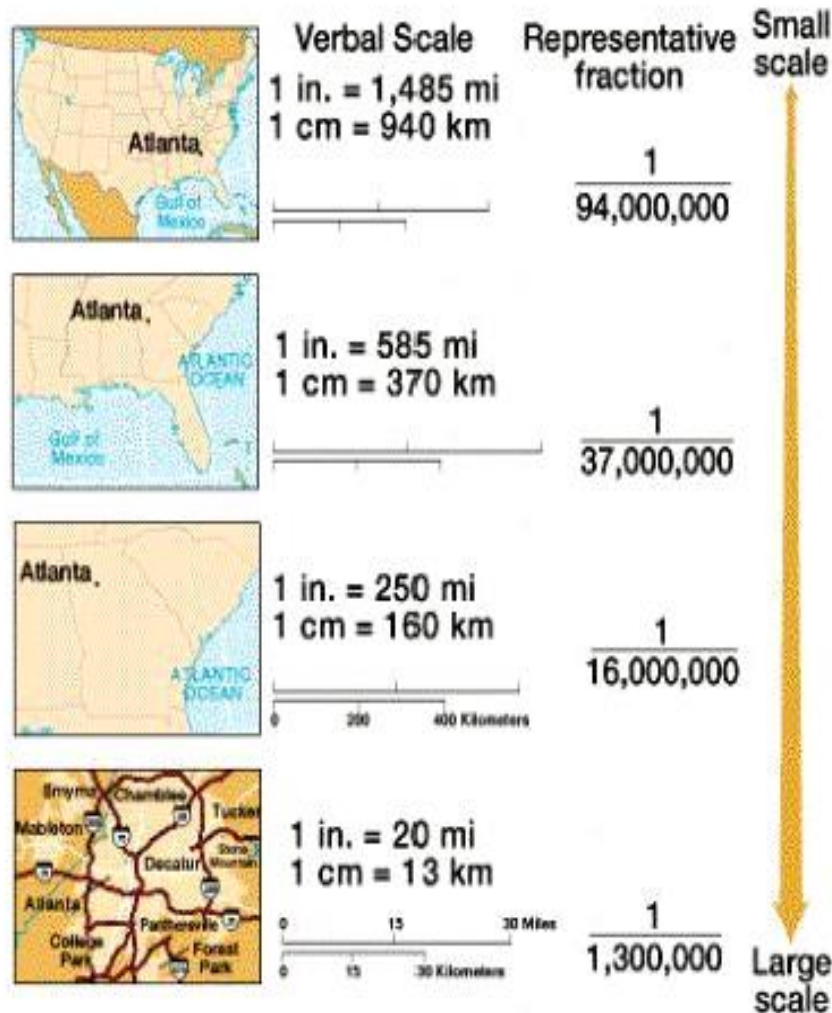 Verbal Scale
Representative
fraction
Small
scale
1 in. = 1,485 mi
1 cm = 940 km
Atlanta
Gulf of
Mexico
1
94,000,000
Atlanta
ATLANTIC
OCEAN
Gulf of
Mexico
1 in. = 585 mi
1 cm = 370 km
1
37,000,000
Atlanta
ATLANTIC
OCEAN
1 in. = 250 mi
1 cm = 160 km
0 200 400 Kilometers
1
16,000,000
Smyrna
Chamblee
Tucker
Mableton
Stone
Mountain
Decatur
Atlanta
Panthersville
College
Park
Forest
Park
1 in. = 20 mi
1 cm = 13 km
0 15 30 Miles
0 15 30 Kilometers
1
1,300,000
Large
scale